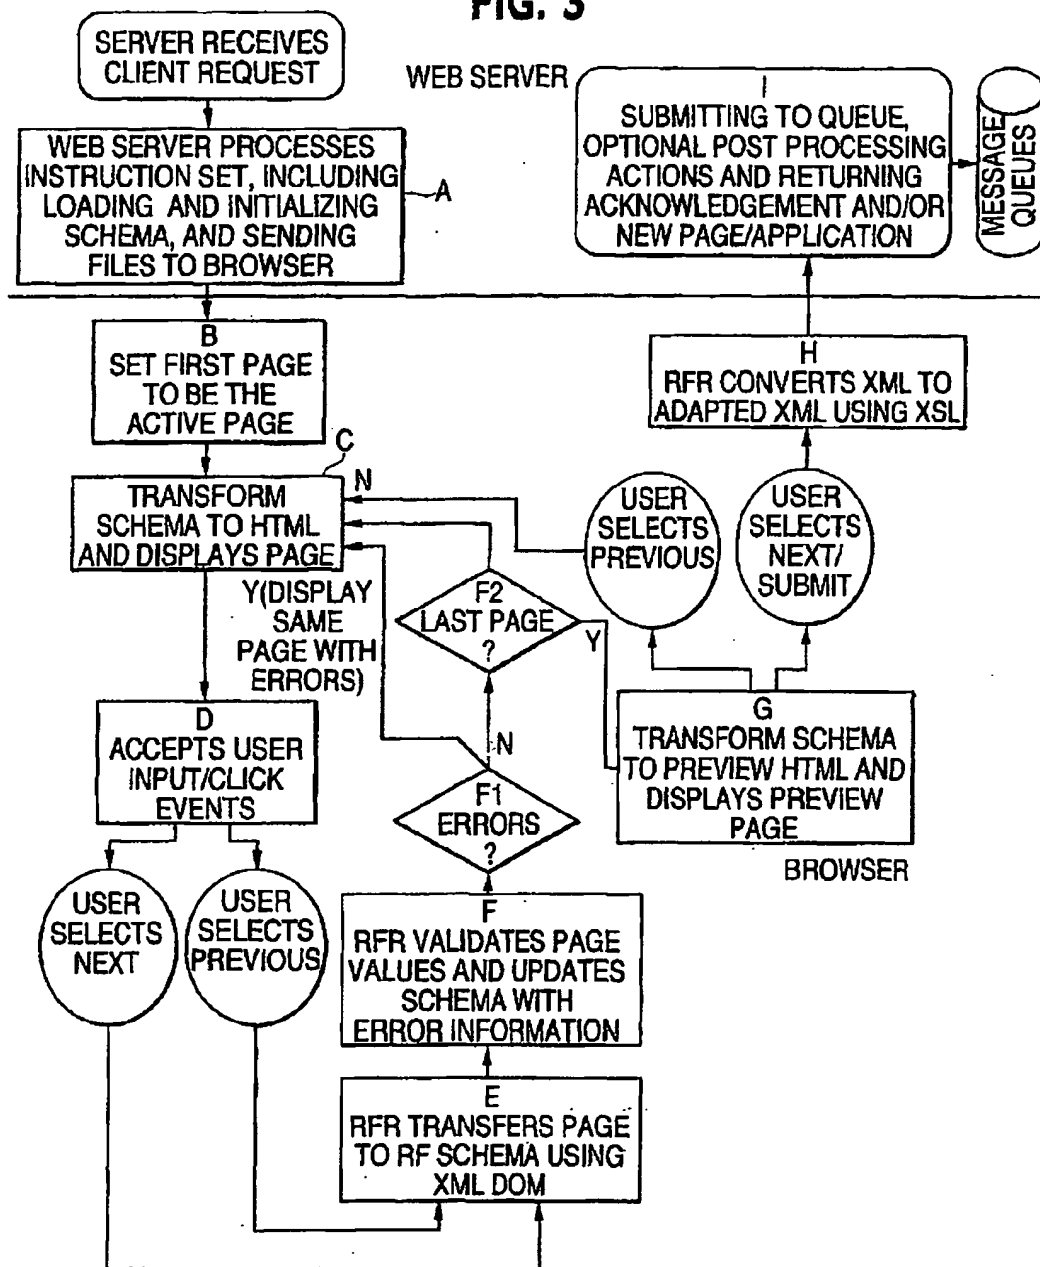 FIG. 3
SERVER RECEIVES
CLIENT REQUEST
WEB SERVER
I
SUBMITTING TO QUEUE,
OPTIONAL POST PROCESSING
ACTIONS AND RETURNING
ACKNOWLEDGEMENT AND/OR
NEW PAGE/APPLICATION
MESSAGE
QUEUES
WEB SERVER PROCESSES
INSTRUCTION SET, INCLUDING
LOADING AND INITIALIZING
SCHEMA, AND SENDING
FILES TO BROWSER
A
B
SET FIRST PAGE
TO BE THE
ACTIVE PAGE
H
RFR CONVERTS XML TO
ADAPTED XML USING XSL
C
N
TRANSFORM
SCHEMA TO HTML
AND DISPLAYS PAGE
USER
SELECTS
PREVIOUS
USER
SELECTS
NEXT/
SUBMIT
Y(DISPLAY
SAME
PAGE WITH
ERRORS)
F2
LAST PAGE
?
Y
D
ACCEPTS USER
INPUT/CLICK
EVENTS
N
G
TRANSFORM SCHEMA
TO PREVIEW HTML AND
DISPLAYS PREVIEW
PAGE
BROWSER
F1
ERRORS
?
USER
SELECTS
NEXT
USER
SELECTS
PREVIOUS
F
RFR VALIDATES PAGE
VALUES AND UPDATES
SCHEMA WITH
ERROR INFORMATION
E
RFR TRANSFERS PAGE
TO RF SCHEMA USING
XML DOM